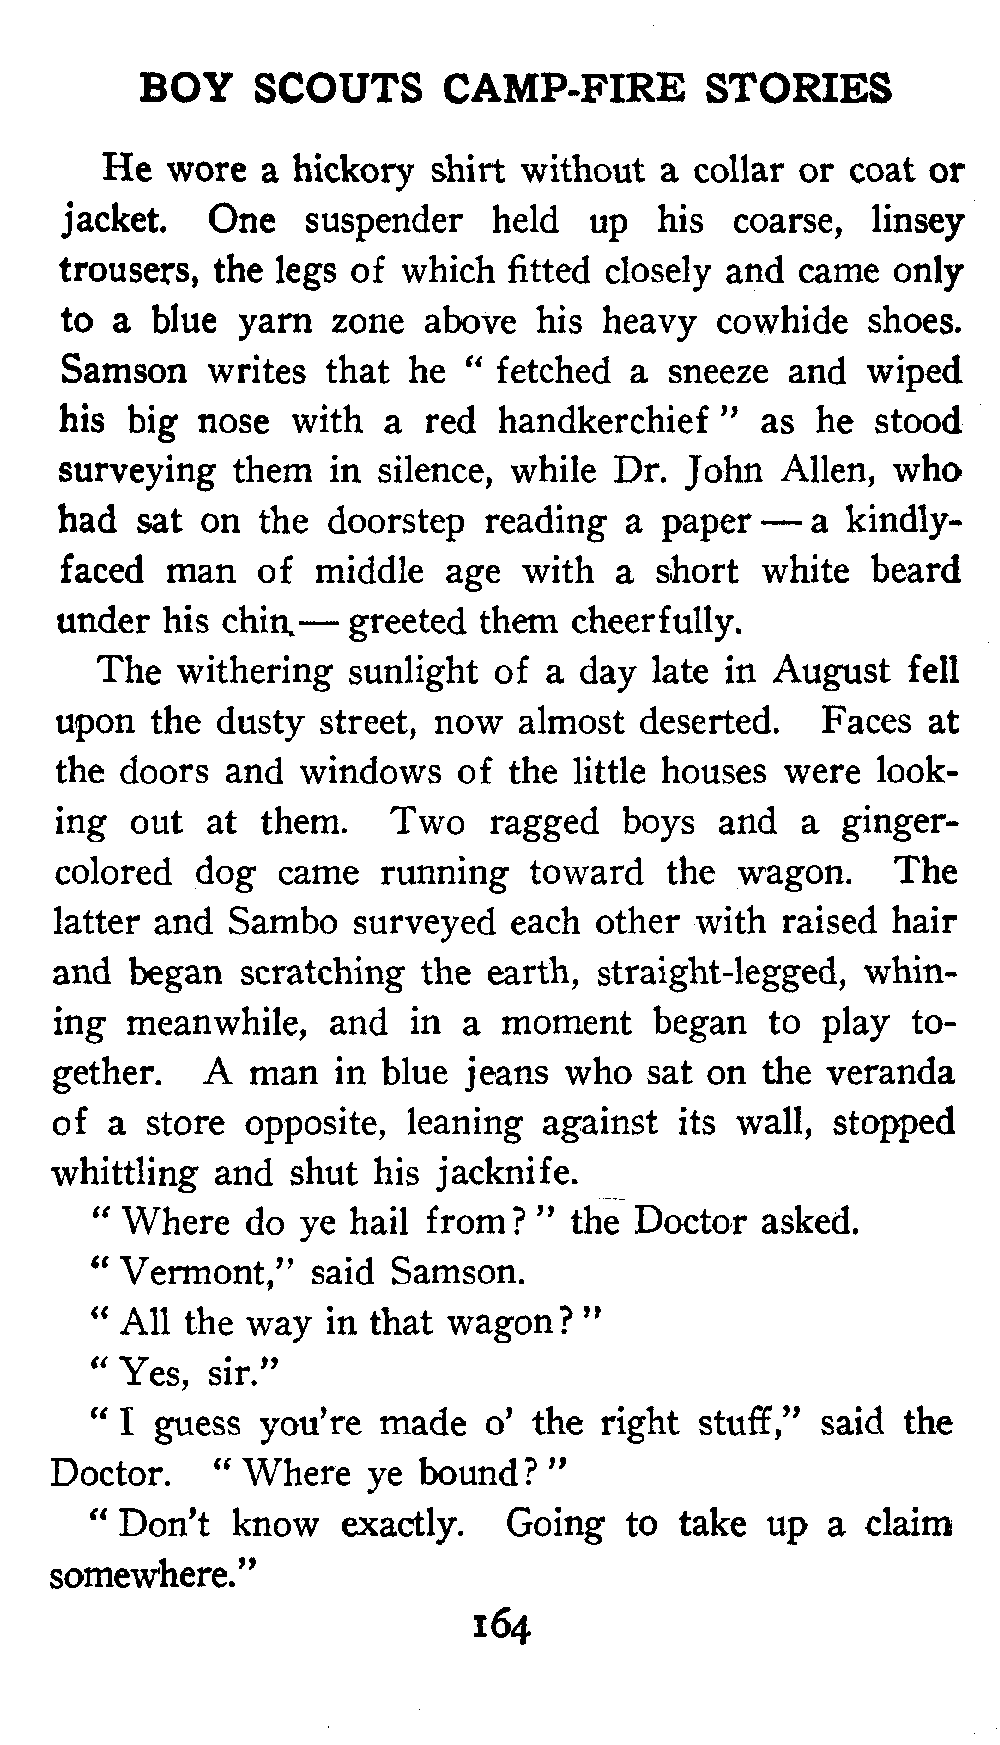 BOY SCOUTS CAMP-FIRE STORIES
He wore a hickory shirt without a collar or coat or
jacket. One suspender held up his coarse, linsey
trousers, the legs of which fitted closely and came only
to a blue yarn zone above his heavy cowhide shoes.
Samson writes that he “ fetched a sneeze and wiped
his big nose with a red handkerchief ” as he stood
surveying them in silence, while Dr. John Allen, who
had sat on the doorstep reading a paper — a kindly-
faced man of middle age with a short white beard
under his chin — greeted them cheerfully.
The withering sunlight of a day late in August fell
upon the dusty street, now almost deserted. Faces at
the doors and windows of the little houses were look-
ing out at them. Two ragged boys and a ginger-
colored dog came running toward the wagon. The
latter and Sambo surveyed each other with raised hair
and began scratching the earth, straight-legged, whin-
ing meanwhile, and in a moment began to play to-
gether. A man in blue jeans who sat on the veranda
of a store opposite, leaning against its wall, stopped
whittling and shut his jacknife.
“ Where do ye hail from? ” the Doctor asked.
“ Vermont,” said Samson.
“ All the way in that wagon? ”
“ Yes, sir.”
“ I guess you're made o' the right stuff,” said the
Doctor. “ Where ye bound? ”
“ Don't know exactly. Going to take up a claim
somewhere.”
164